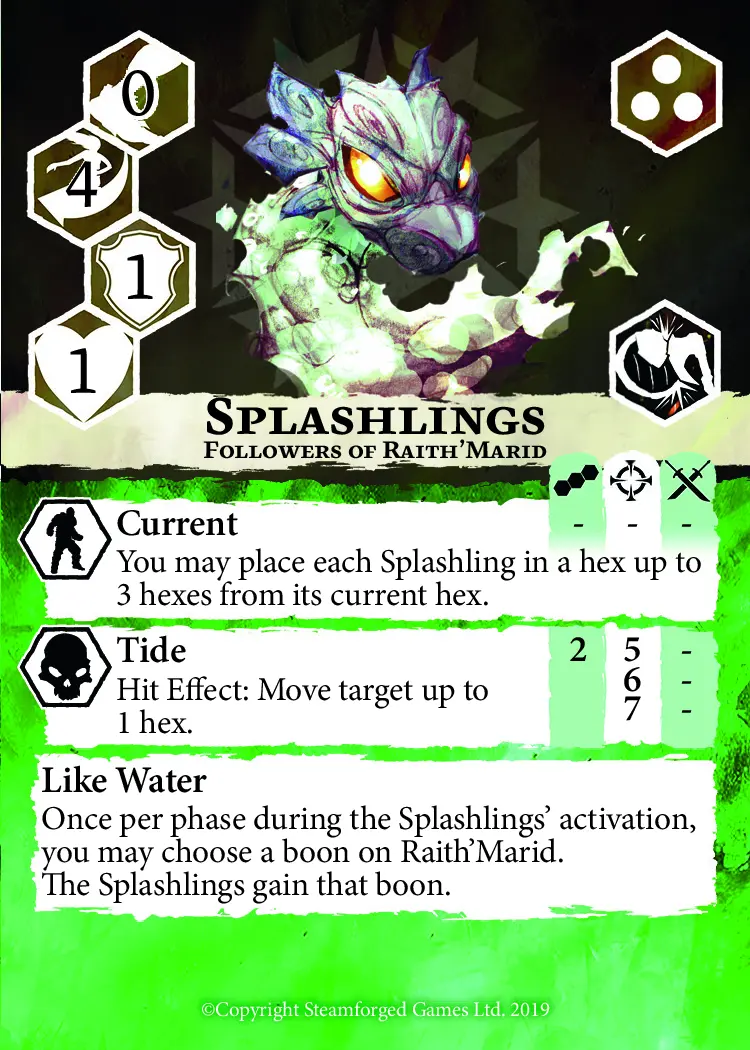 0
4
1
1
Splashlings
Followers of Raith'Marid
Current - - -
You may place each Splashling in a hex up to
3 hexes from its current hex.
Tide 2 5 -
6 -
7 -
Hit Effect: Move target up to
1 hex.
Like Water
Once per phase during the Splashlings' activation,
you may choose a boon on Raith'Marid.
The Splashlings gain that boon.
©Copyright Steamforged Games Ltd. 2019